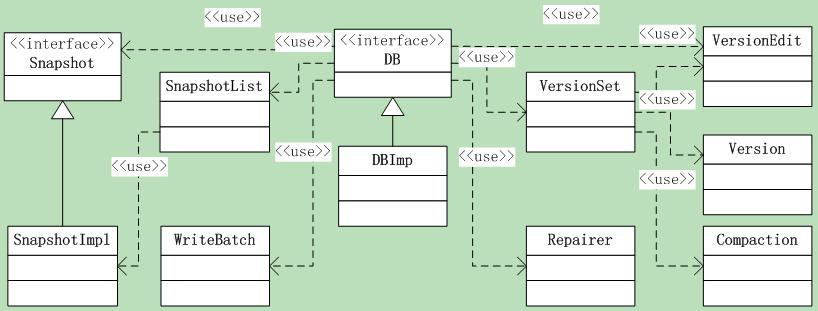 <<use>>
<<use>>
<<interface>>
Snapshot
<<use>>
<<interface>>
DB
<<use>>
VersionEdit
<<use>>
SnapshotList
VersionSet
<<use>>
<<use>>
<<use>>
DBImp
<<use>>
Version
<<use>>
SnapshotImpl
WriteBatch
Repairer
Compaction